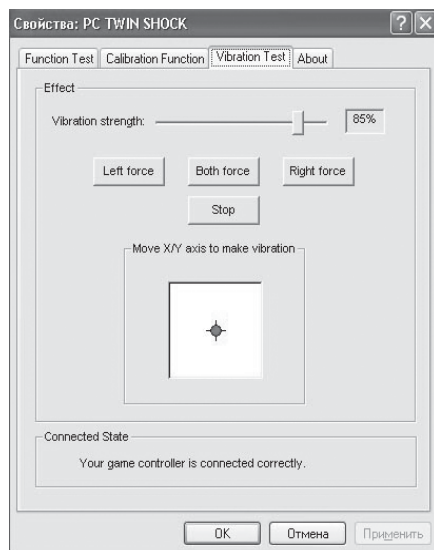 Свойства: PC TWIN SHOCK
Function Test Calibration Function Vibration Test About
Effect
Vibration strength: 85%
Left force Both force Right force
Stop
Move X/Y axis to make vibration
Connected State
Your game controller is connected correctly.
OK Отмена Применить